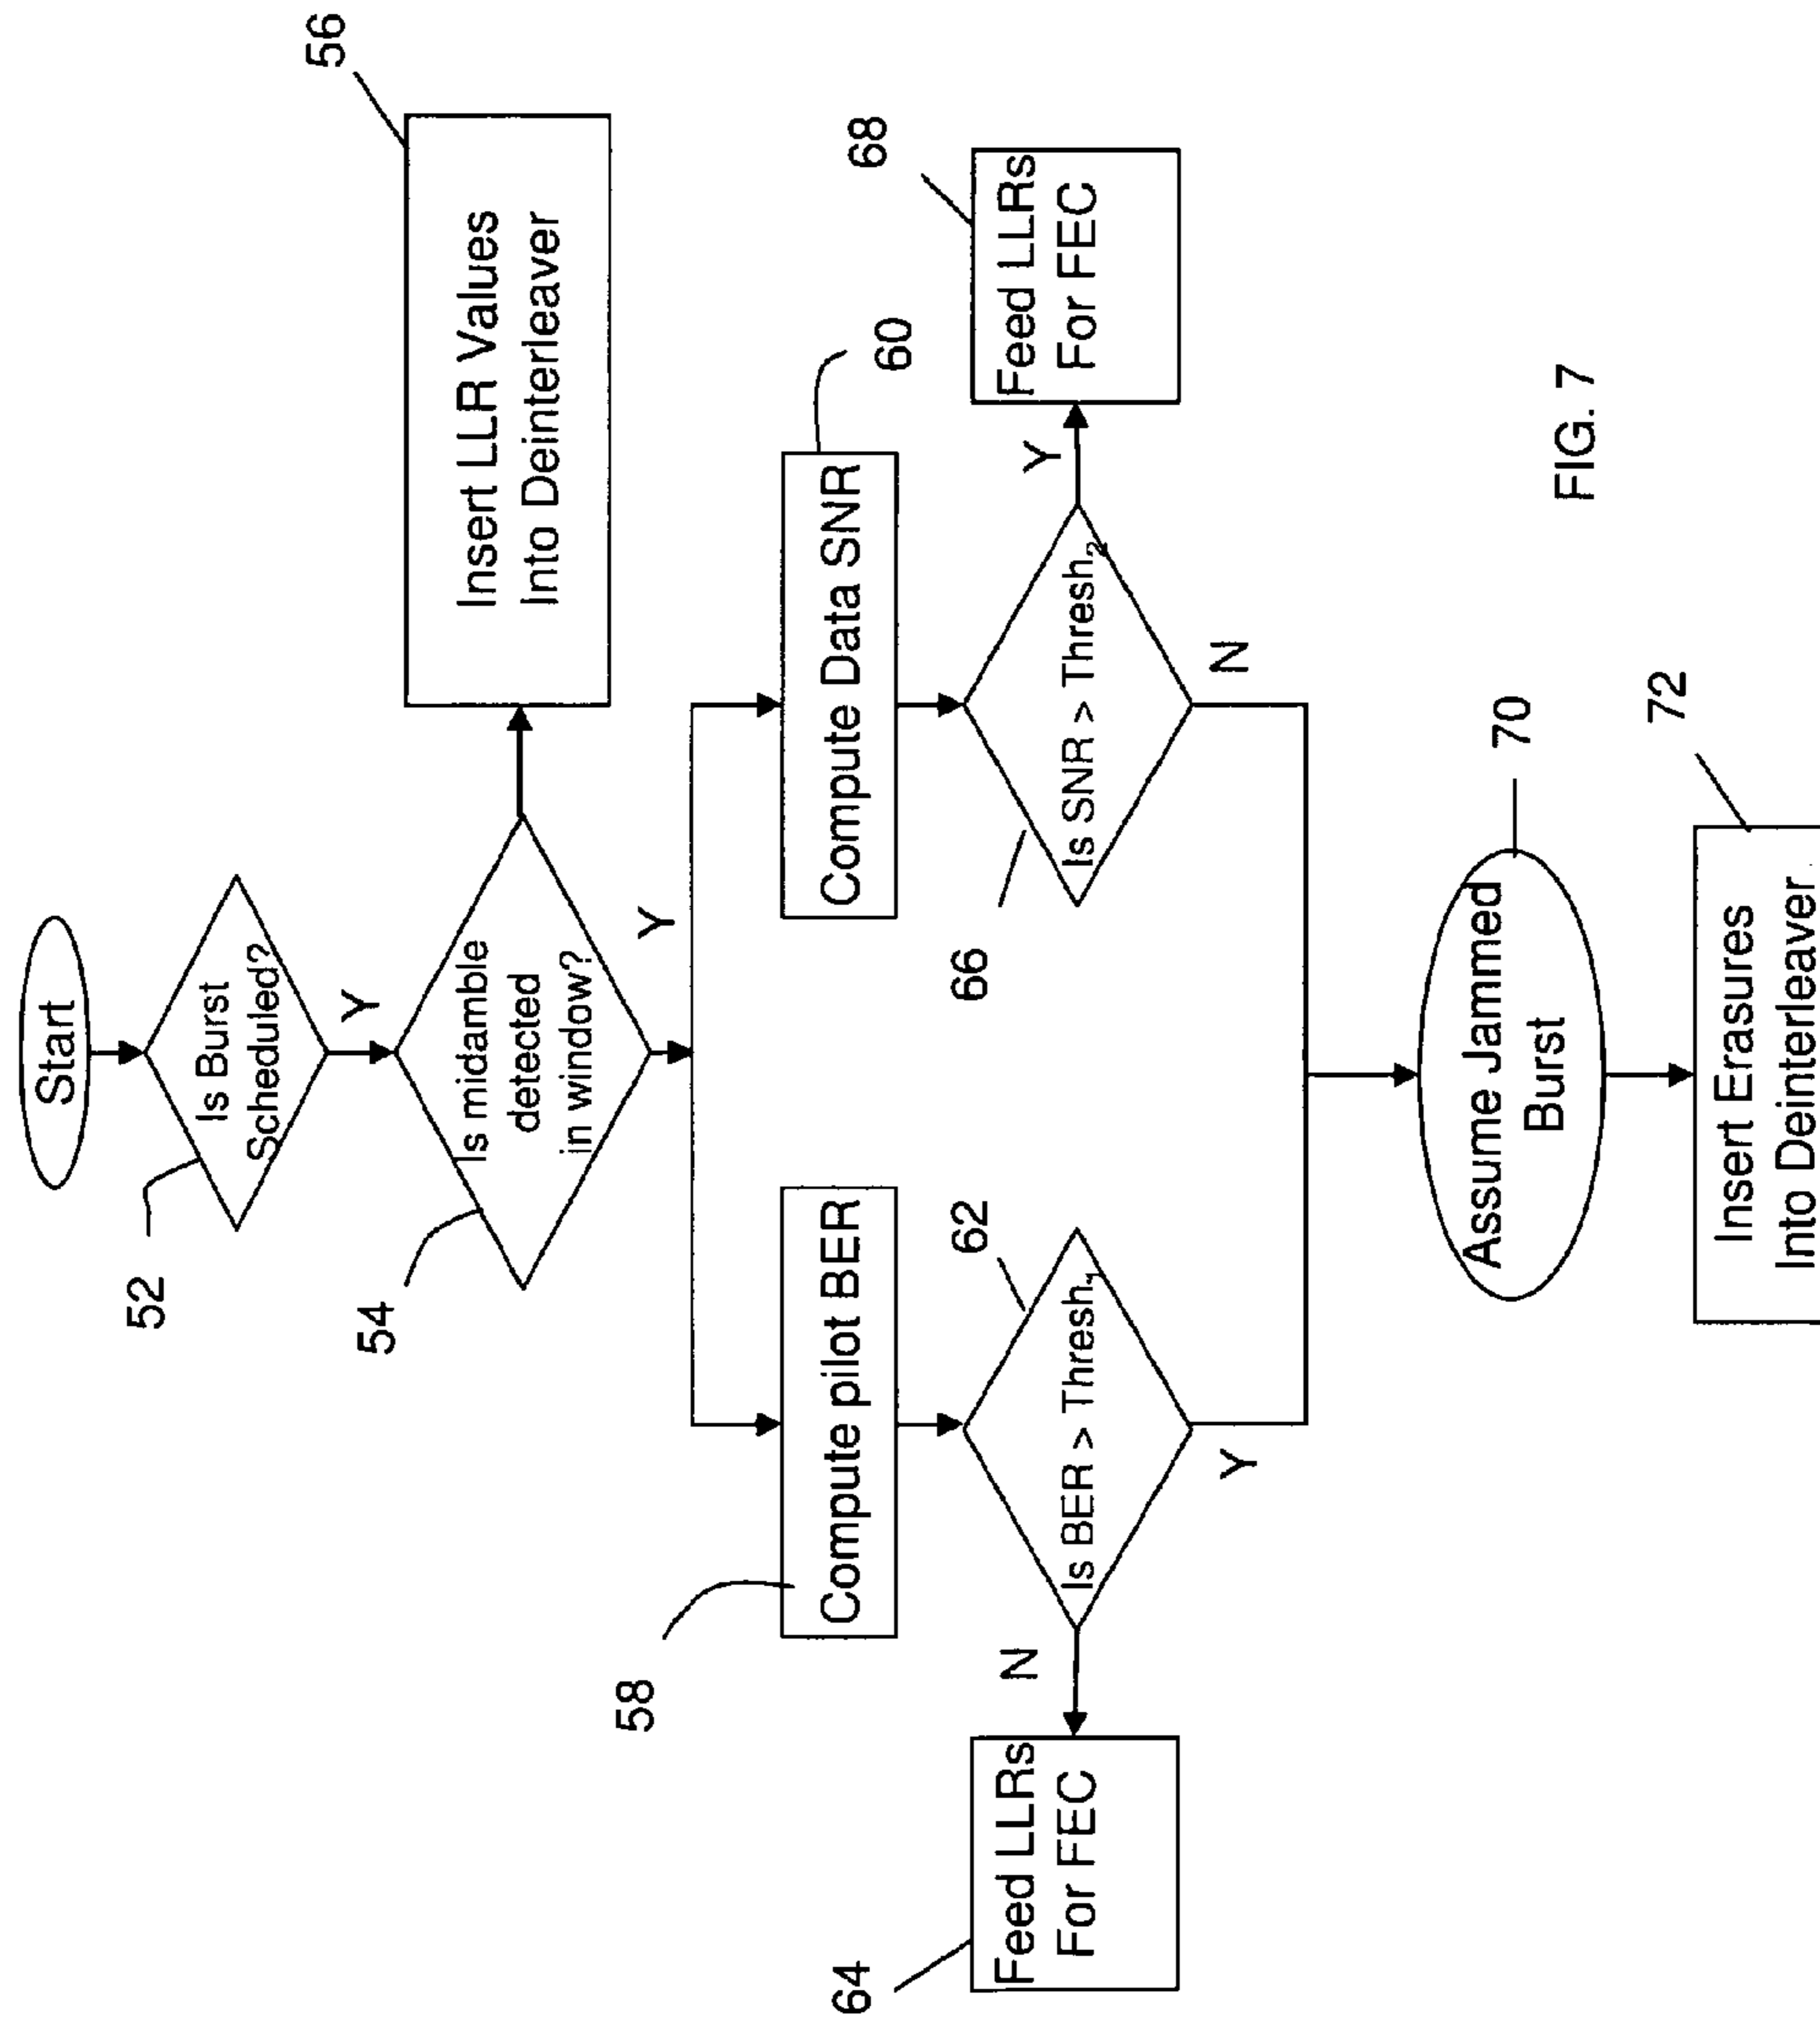 Start
52
Is Burst
Scheduled?
Y
54
Is midamble
detected
in window?
56
Insert LLR Values
Into Deinterleaver
Y
58
Compute pilot BER
60
Compute Data SNR
62
Is BER > Thresh1
N
Y
64
Feed LLRs
For FEC
66
Is SNR > Thresh2
Y
N
68
Feed LLRs
For FEC
70
Assume Jammed
Burst
72
Insert Erasures
Into Deinterleaver
FIG. 7